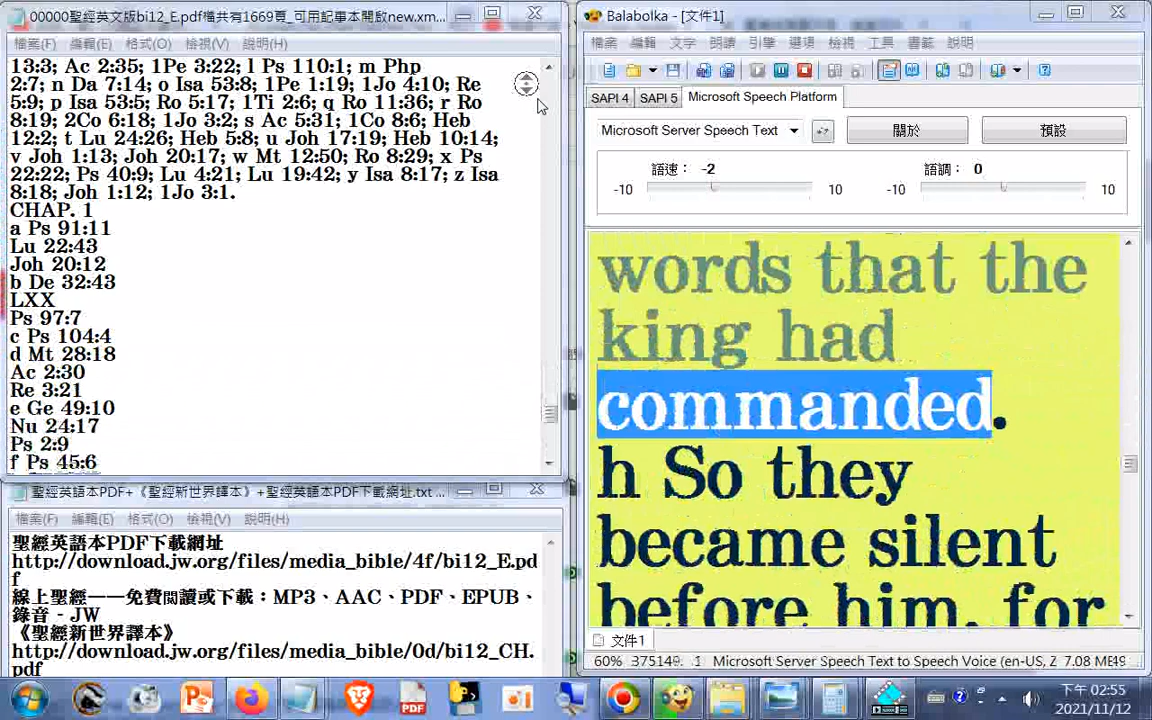 00000聖經英文版bi12_E.pdf檔共有1669頁_可用記事本開啟new.xm...
檔案(F) 編輯(E) 格式(O) 檢視(V) 說明(H)
13:3; Ac 2:35; 1Pe 3:22; l Ps 110:1; m Php
2:7; n Da 7:14; o Isa 53:8; 1Pe 1:19; 1Jo 4:10; Re
5:9; p Isa 53:5; Ro 5:17; 1Ti 2:6; q Ro 11:36; r Ro
8:19; 2Co 6:18; 1Jo 3:2; s Ac 5:31; 1Co 8:6; Heb
12:2; t Lu 24:26; Heb 5:8; u Joh 17:19; Heb 10:14;
v Joh 1:13; Joh 20:17; w Mt 12:50; Ro 8:29; x Ps
22:22; Ps 40:9; Lu 4:21; Lu 19:42; y Isa 8:17; z Isa
8:18; Joh 1:12; 1Jo 3:1.
CHAP. 1
a Ps 91:11
Lu 22:43
Joh 20:12
b De 32:43
LXX
Ps 97:7
c Ps 104:4
d Mt 28:18
Ac 2:30
Re 3:21
e Ge 49:10
Nu 24:17
Ps 2:9
f Ps 45:6
聖經英語本PDF+《聖經新世界譯本》+聖經英語本PDF下載網址.txt ...
檔案(F) 編輯(E) 格式(O) 檢視(V) 說明(H)
聖經英語本PDF下載網址
http://download.jw.org/files/media_bible/4f/bi12_E.pd
f
線上聖經——免費閱讀或下載：MP3、AAC、PDF、EPUB、
錄音 - JW
《聖經新世界譯本》
http://download.jw.org/files/media_bible/0d/bi12_CH.
pdf
Balabolka - [文件1]
檔案 編輯 文字 朗讀 引擎 選項 檢視 工具 書籤 說明
SAPI 4 SAPI 5 Microsoft Speech Platform
Microsoft Server Speech Text 關於 預設
語速： -2 語調： 0
-10 10 -10 10
words that the
king had
commanded.
h So they
became silent
before him, for
文件1
60% Microsoft Server Speech Text to Speech Voice (en-US, Z 7.08 ME
下午 02:55
2021/11/12